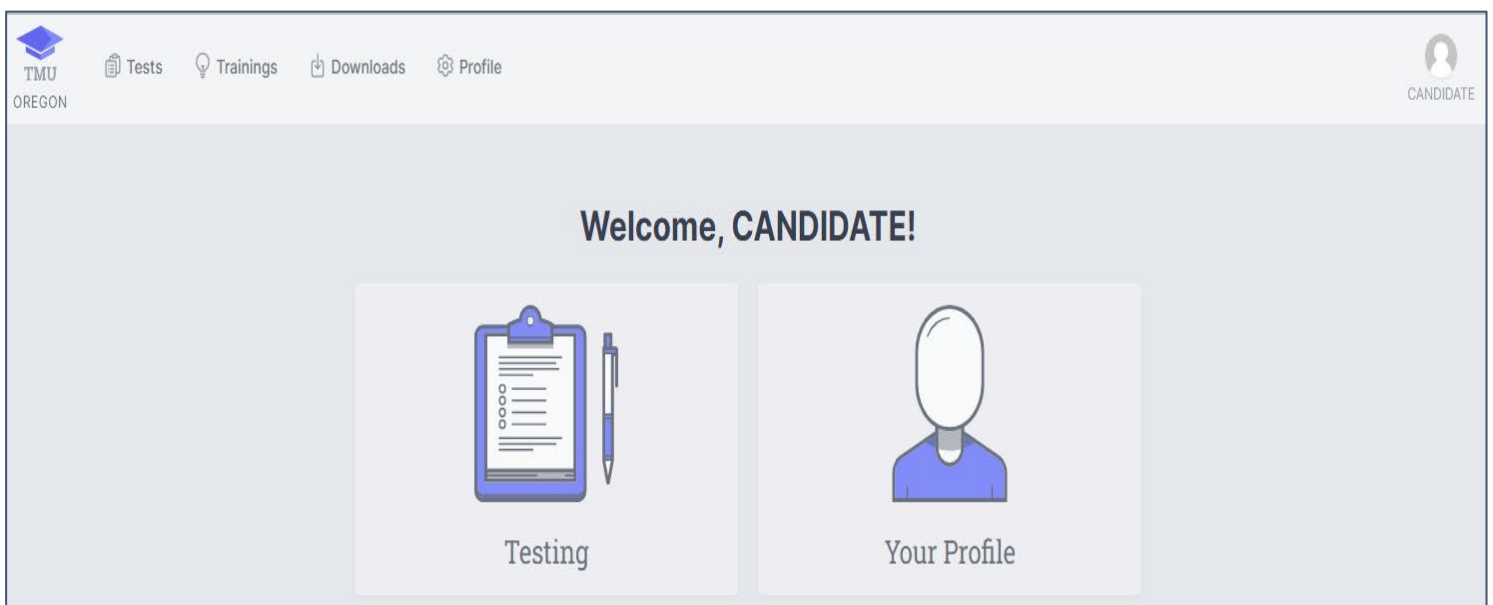 TMU
OREGON
Tests Trainings Downloads Profile
CANDIDATE
Welcome, CANDIDATE!
Testing Your Profile